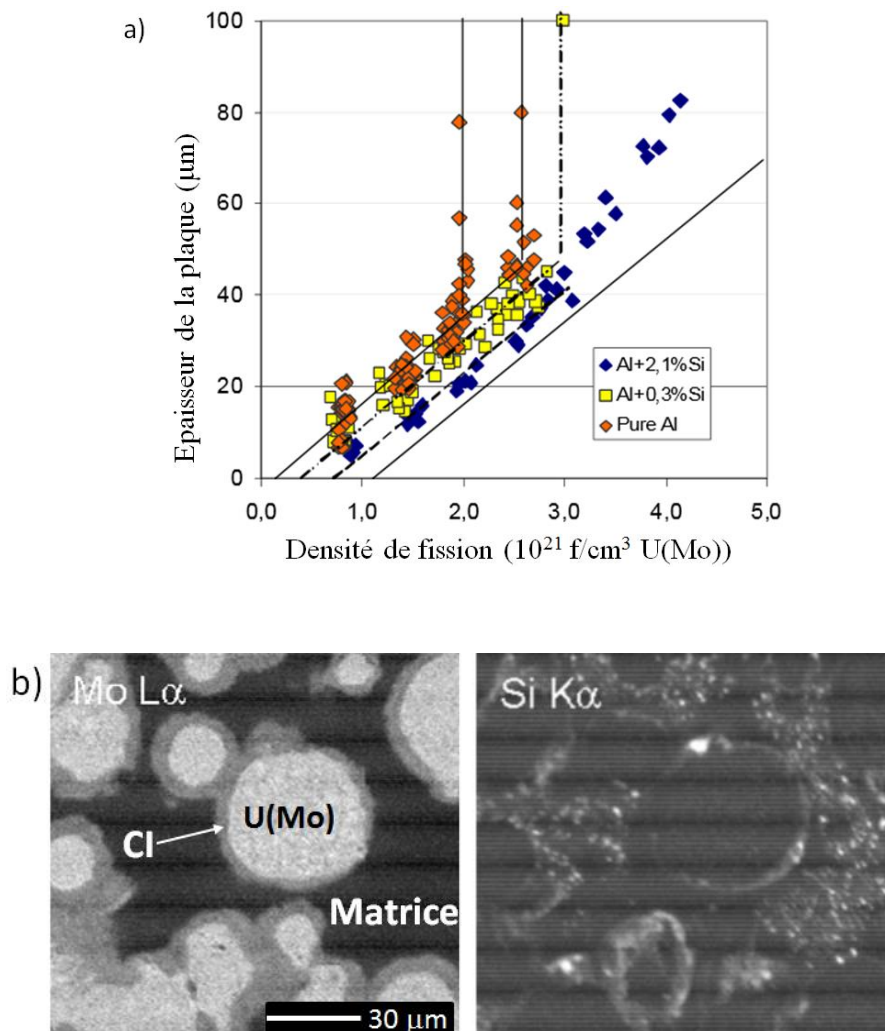 a)
100
80
60
40
20
0
Epaisseur de la plaque (µm)
Al+2,1%Si
Al+0,3%Si
Pure Al
0,0 1,0 2,0 3,0 4,0 5,0
Densité de fission (10²¹ f/cm³ U(Mo))
b)
Mo Lα
U(Mo)
CI
Matrice
30 µm
Si Kα